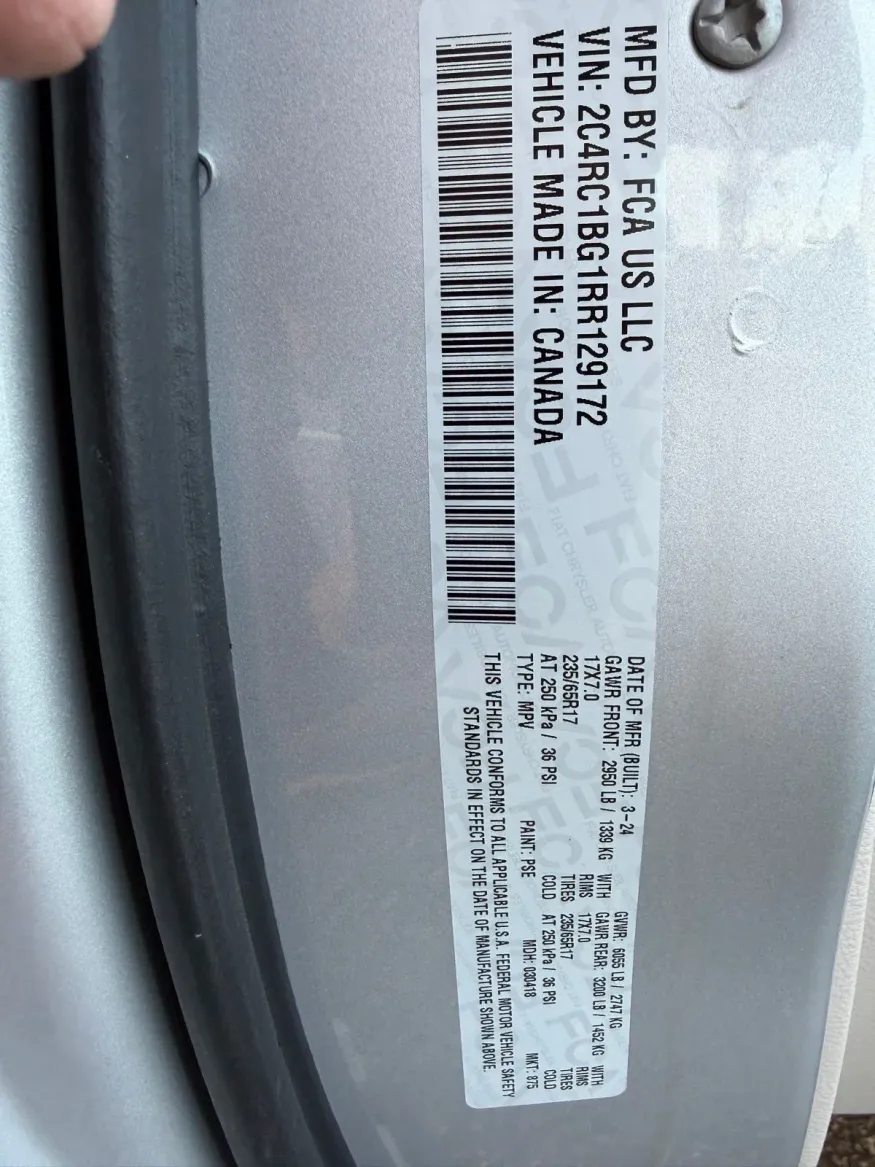 MFD BY: FCA US LLC
VIN: 2C4RC1BG1RR129172
VEHICLE MADE IN: CANADA
DATE OF MFR (BUILT): 3-24 GVWR: 6055 LB / 2747 KG
GAWR FRONT: 2950 LB / 1339 KG WITH GAWR REAR: 3200 LB / 1452 KG WITH
17X7.0 RIMS 17X7.0 RIMS
235/65R17 TIRES 235/65R17 TIRES
AT 250 kPa / 36 PSI COLD AT 250 kPa / 36 PSI COLD
TYPE: MPV PAINT: PSE MDH: 030418 MKT: 875
THIS VEHICLE CONFORMS TO ALL APPLICABLE U.S.A. FEDERAL MOTOR VEHICLE SAFETY
STANDARDS IN EFFECT ON THE DATE OF MANUFACTURE SHOWN ABOVE.
FIAT CHRYSLER